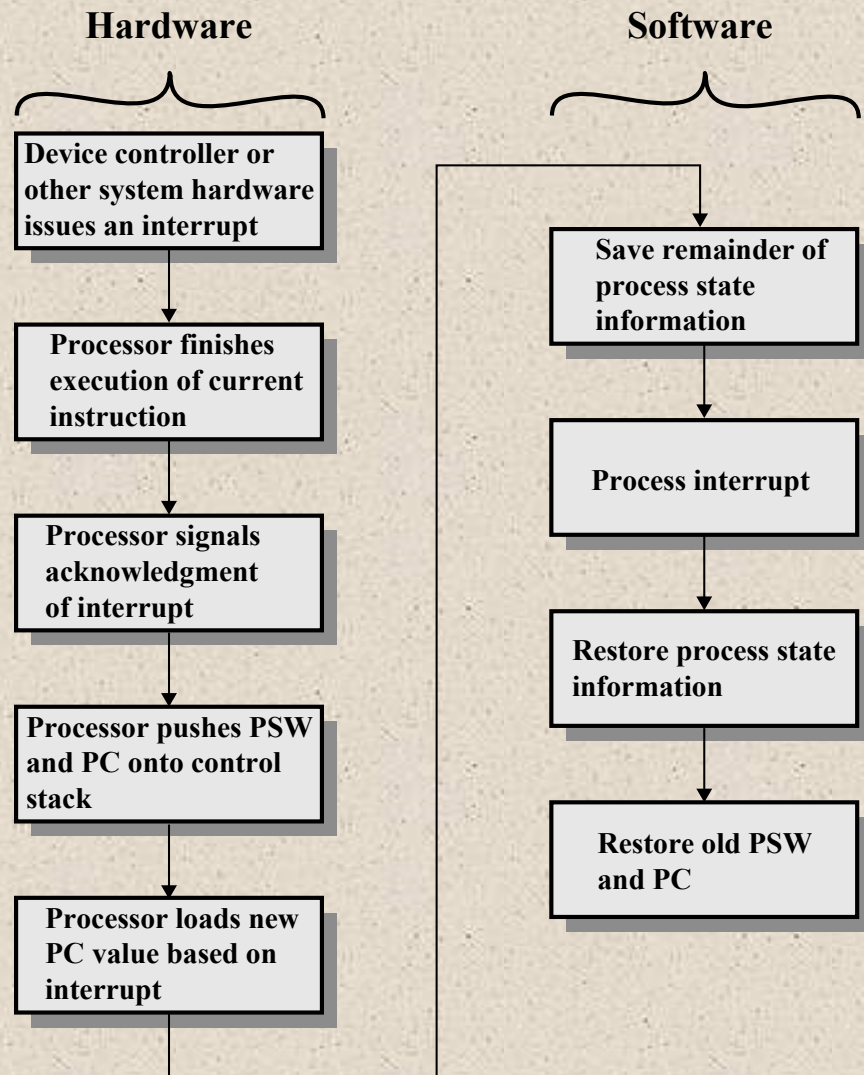 Hardware
Device controller or
other system hardware
issues an interrupt
Processor finishes
execution of current
instruction
Processor signals
acknowledgment
of interrupt
Processor pushes PSW
and PC onto control
stack
Processor loads new
PC value based on
interrupt
Software
Save remainder of
process state
information
Process interrupt
Restore process state
information
Restore old PSW
and PC